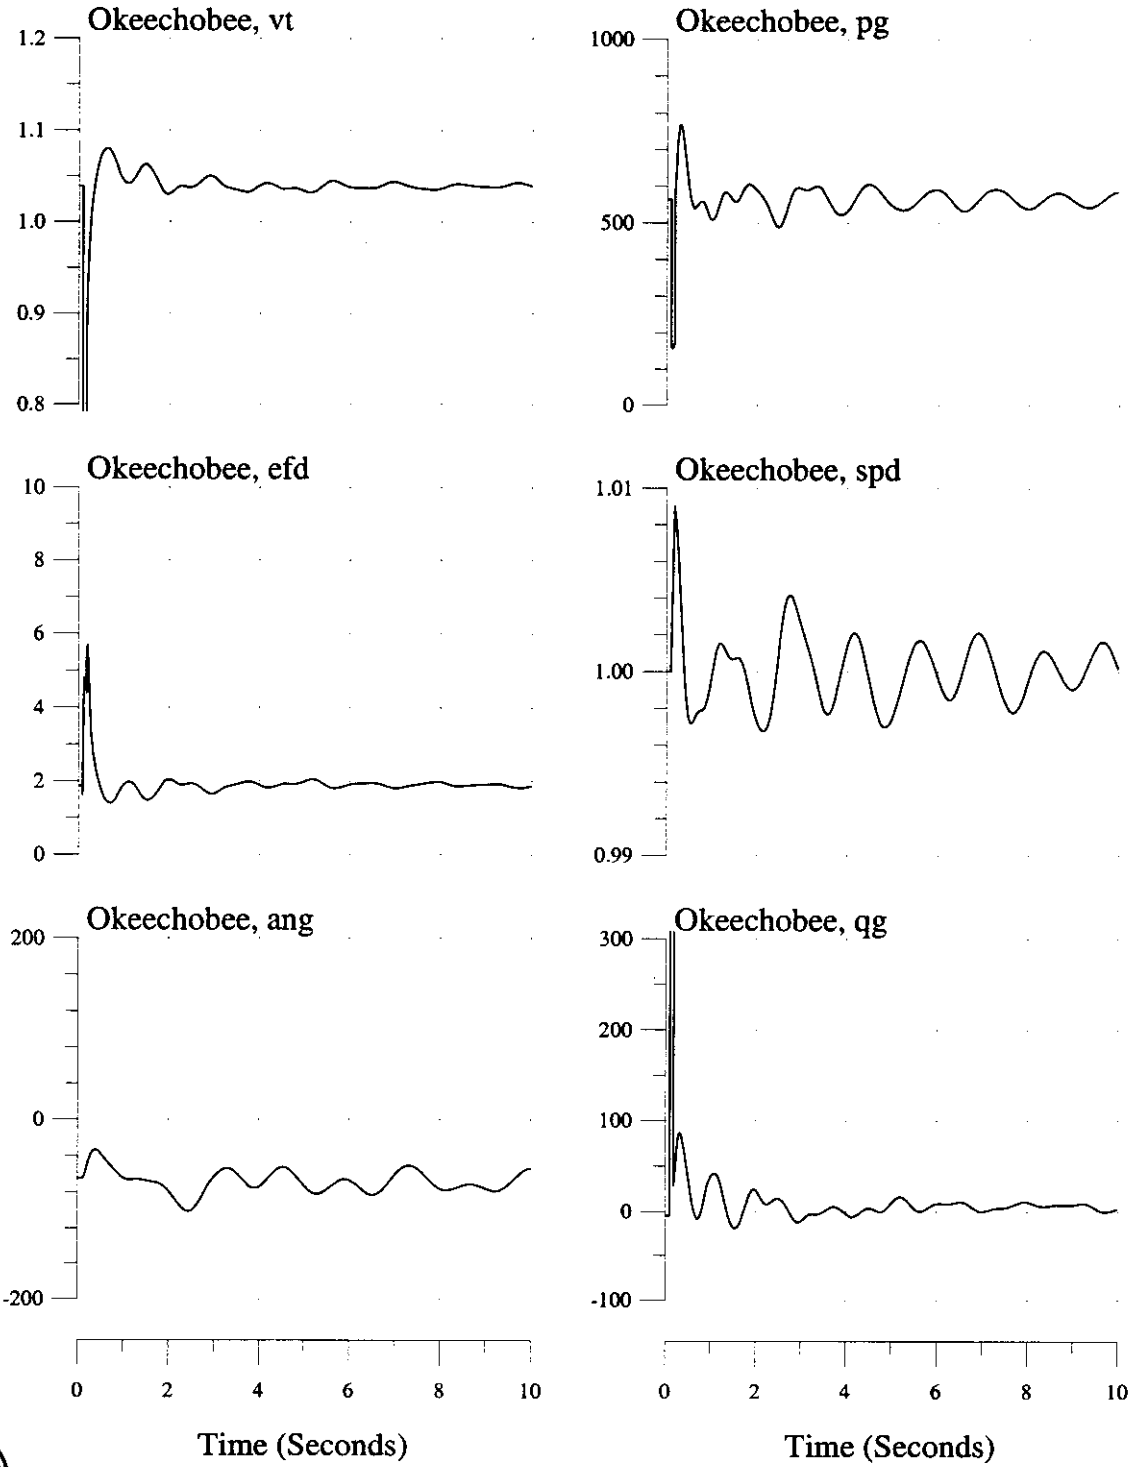 Okeechobee, vt
1.2
1.1
1.0
0.9
0.8
Okeechobee, pg
1000
500
0
Okeechobee, efd
10
8
6
4
2
0
Okeechobee, spd
1.01
1.00
0.99
Okeechobee, ang
200
0
-200
0 2 4 6 8 10
Time (Seconds)
Okeechobee, qg
300
200
100
0
-100
0 2 4 6 8 10
Time (Seconds)